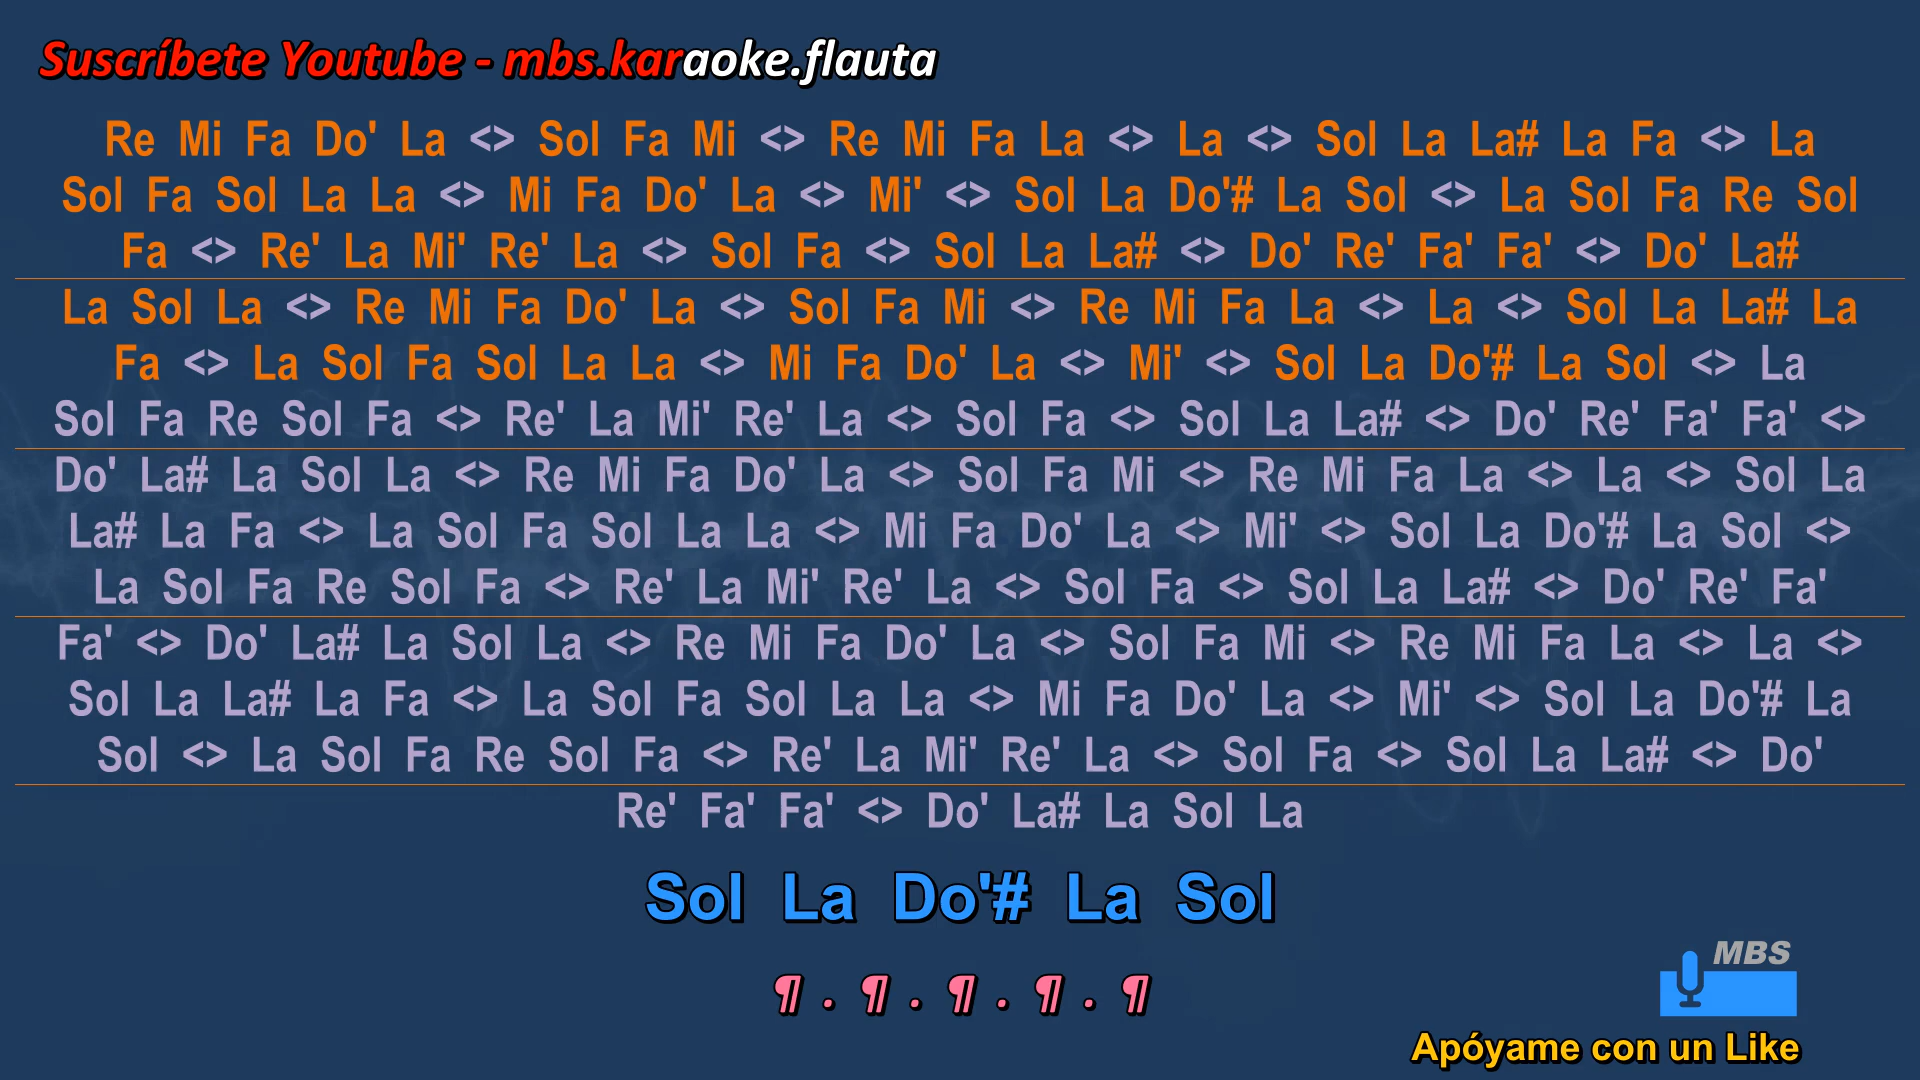 Suscríbete Youtube - mbs.karaoke.flauta
Re Mi Fa Do' La <> Sol Fa Mi <> Re Mi Fa La <> La <> Sol La La# La Fa <> La
Sol Fa Sol La La <> Mi Fa Do' La <> Mi' <> Sol La Do'# La Sol <> La Sol Fa Re Sol
Fa <> Re' La Mi' Re' La <> Sol Fa <> Sol La La# <> Do' Re' Fa' Fa' <> Do' La#
La Sol La <> Re Mi Fa Do' La <> Sol Fa Mi <> Re Mi Fa La <> La <> Sol La La# La
Fa <> La Sol Fa Sol La La <> Mi Fa Do' La <> Mi' <> Sol La Do'# La Sol <> La
Sol Fa Re Sol Fa <> Re' La Mi' Re' La <> Sol Fa <> Sol La La# <> Do' Re' Fa' Fa' <>
Do' La# La Sol La <> Re Mi Fa Do' La <> Sol Fa Mi <> Re Mi Fa La <> La <> Sol La
La# La Fa <> La Sol Fa Sol La La <> Mi Fa Do' La <> Mi' <> Sol La Do'# La Sol <>
La Sol Fa Re Sol Fa <> Re' La Mi' Re' La <> Sol Fa <> Sol La La# <> Do' Re' Fa'
Fa' <> Do' La# La Sol La <> Re Mi Fa Do' La <> Sol Fa Mi <> Re Mi Fa La <> La <>
Sol La La# La Fa <> La Sol Fa Sol La La <> Mi Fa Do' La <> Mi' <> Sol La Do'# La
Sol <> La Sol Fa Re Sol Fa <> Re' La Mi' Re' La <> Sol Fa <> Sol La La# <> Do'
Re' Fa' Fa' <> Do' La# La Sol La
Sol La Do'# La Sol
¶ . ¶ . ¶ . ¶ . ¶
MBS
Apóyame con un Like